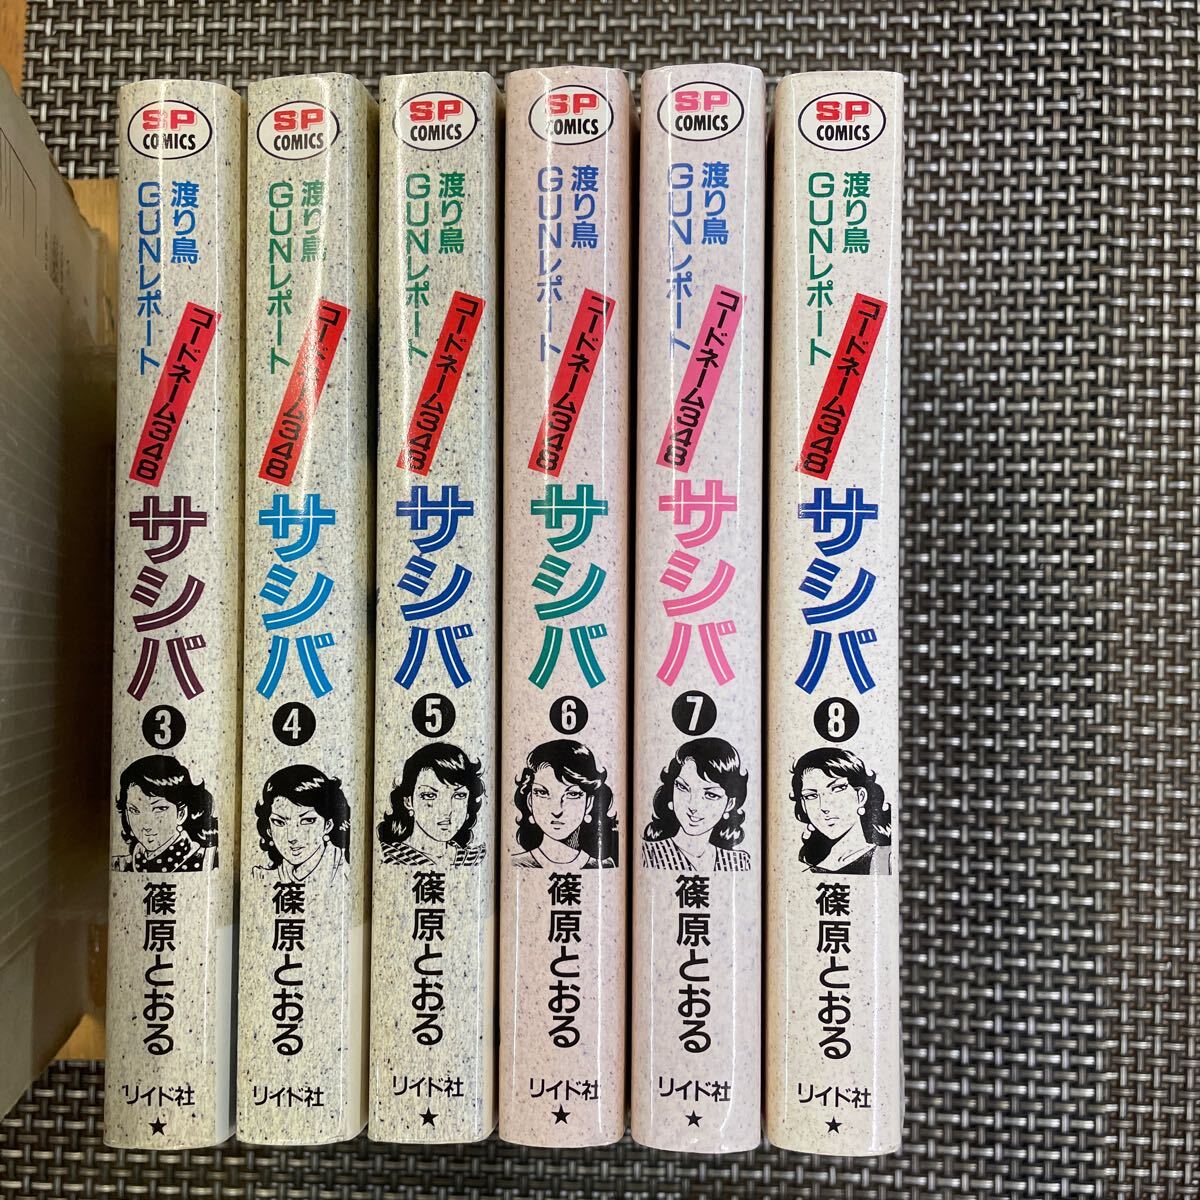 SP
COMICS
渡り鳥
GUNレポート
コードネーム348
サシバ
3
篠原とおる
リイド社
★
SP
COMICS
渡り鳥
GUNレポート
コードネーム348
サシバ
4
篠原とおる
リイド社
SP
COMICS
渡り鳥
GUNレポート
コードネーム348
サシバ
5
篠原とおる
リイド社
★
SP
COMICS
渡り鳥
GUNレポート
コードネーム348
サシバ
6
篠原とおる
リイド社
★
SP
COMICS
渡り鳥
GUNレポート
コードネーム348
サシバ
7
篠原とおる
リイド社
★
SP
COMICS
渡り鳥
GUNレポート
コードネーム348
サシバ
8
篠原とおる
リイド社
★